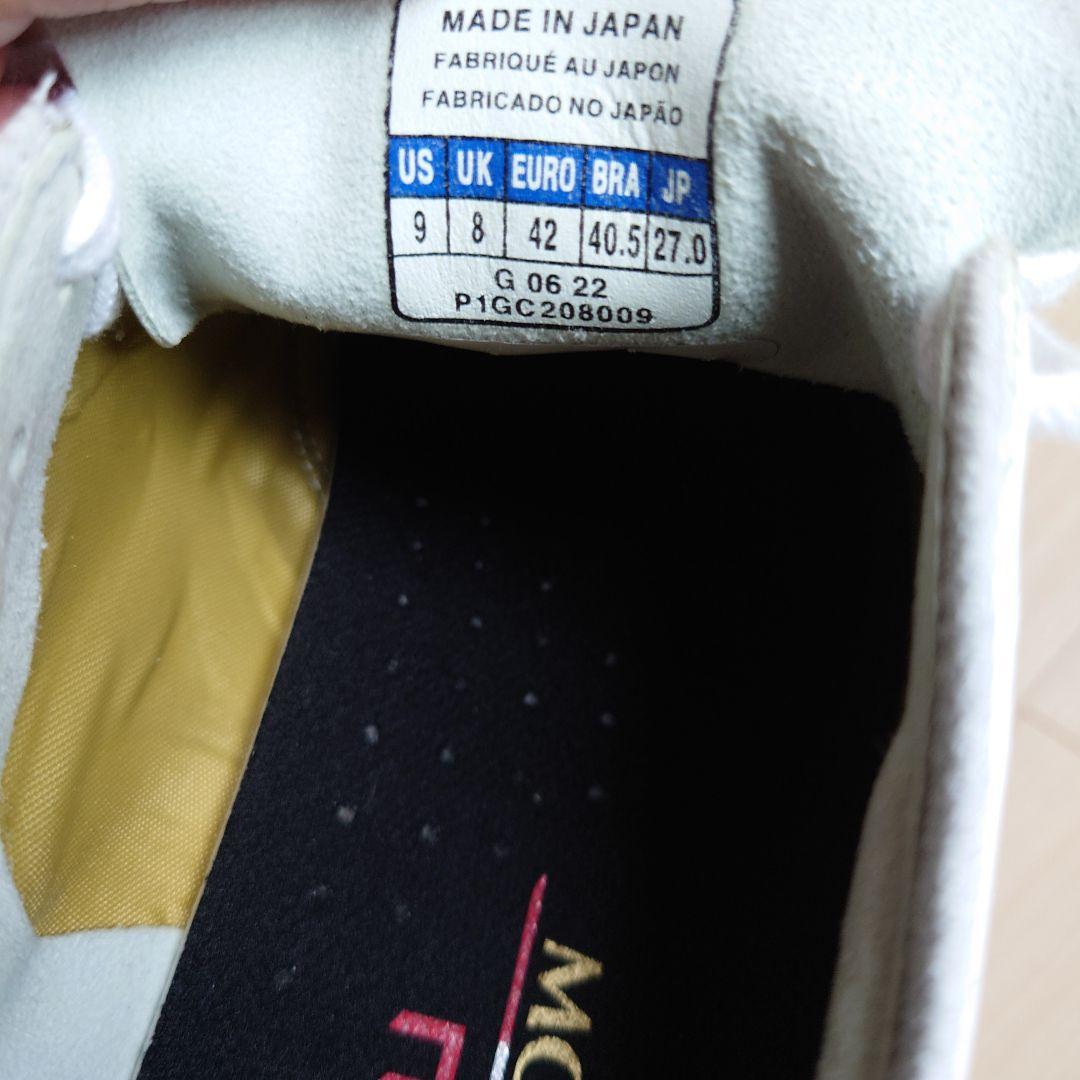 MADE IN JAPAN
FABRIQUÉ AU JAPON
FABRICADO NO JAPÃO
US UK EURO BRA JP
9 8 42 40.5 27.0
G 06 22
P1GC208009